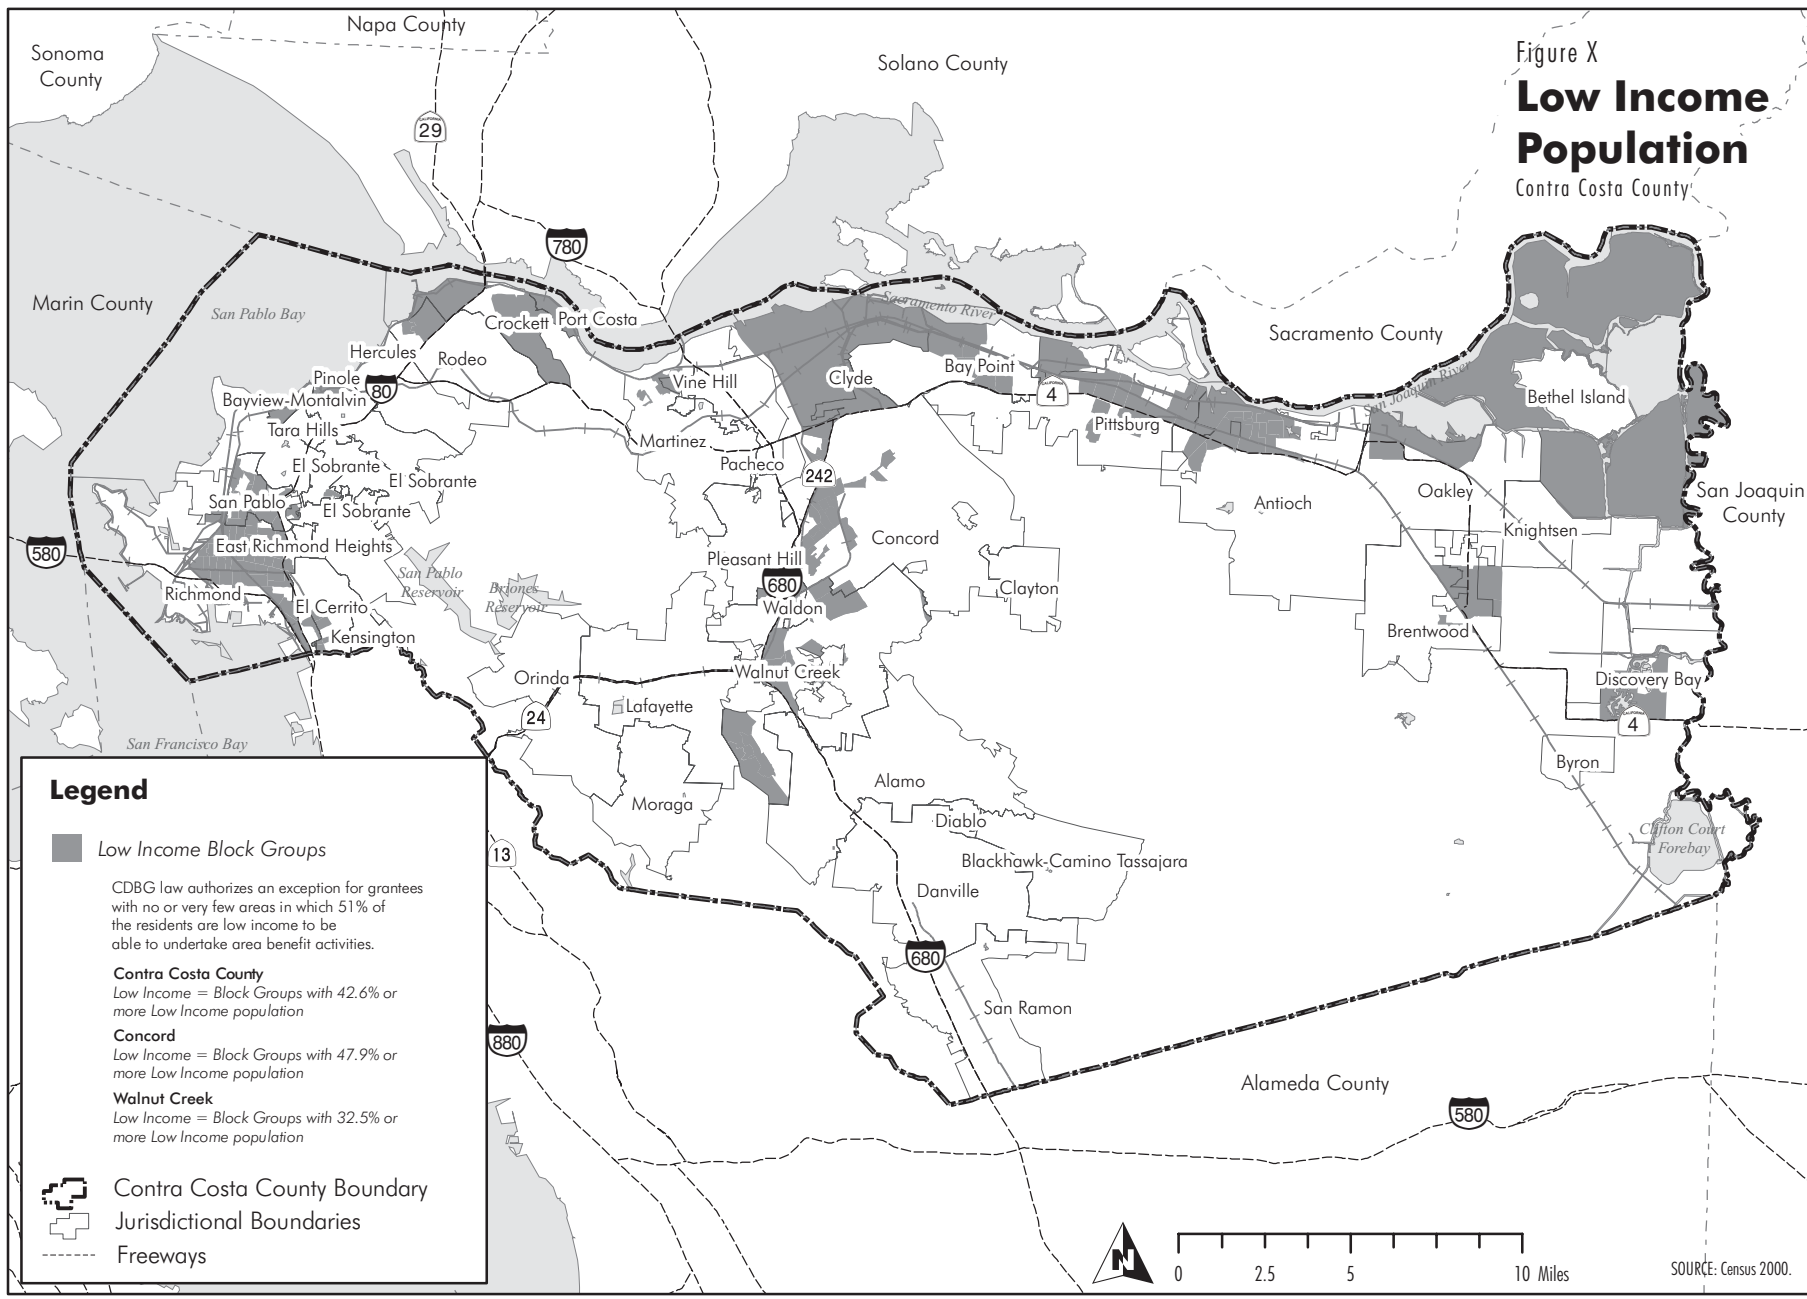 Figure X
Low Income
Population
Contra Costa County
Napa County
Sonoma
County
Solano County
CALIFORNIA
29
780
Marin County
San Pablo Bay
Sacramento River
Sacramento County
Crockett
Port Costa
Hercules
Rodeo
Pinole
80
Vine Hill
Clyde
Bay Point
CALIFORNIA
4
San Joaquin River
Bethel Island
Bayview-Montalvin
Tara Hills
Martinez
Pittsburg
El Sobrante
El Sobrante
Pacheco
242
San Pablo
El Sobrante
Antioch
Oakley
San Joaquin
County
Knightsen
580
East Richmond Heights
Concord
Pleasant Hill
San Pablo
Reservoir
Briones
Reservoir
680
Clayton
Richmond
El Cerrito
Waldon
Kensington
Brentwood
Orinda
Walnut Creek
Discovery Bay
Lafayette
24
CALIFORNIA
4
San Francisco Bay
Byron
Alamo
Moraga
Diablo
Clifton Court
Forebay
13
Blackhawk-Camino Tassajara
Danville
680
San Ramon
880
Alameda County
580
Legend
Low Income Block Groups
CDBG law authorizes an exception for grantees
with no or very few areas in which 51% of
the residents are low income to be
able to undertake area benefit activities.
Contra Costa County
Low Income = Block Groups with 42.6% or
more Low Income population
Concord
Low Income = Block Groups with 47.9% or
more Low Income population
Walnut Creek
Low Income = Block Groups with 32.5% or
more Low Income population
Contra Costa County Boundary
Jurisdictional Boundaries
Freeways
N
0 2.5 5 10 Miles
SOURCE: Census 2000.